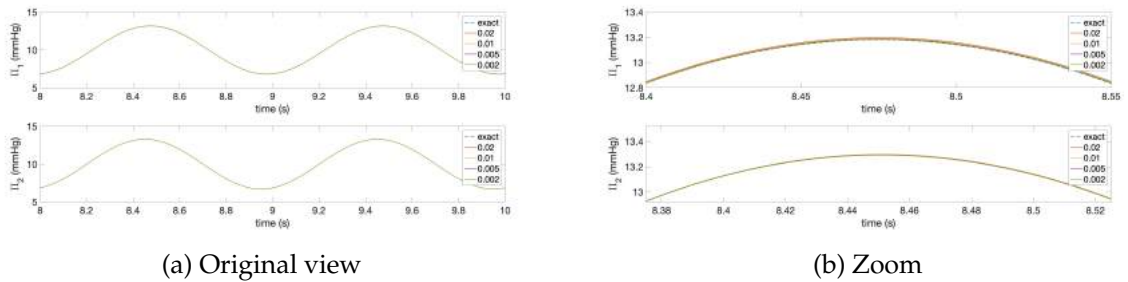 15
10
5
Π₁ (mmHg)
exact
0.02
0.01
0.005
0.002
8 8.2 8.4 8.6 8.8 9 9.2 9.4 9.6 9.8 10
time (s)
15
10
5
Π₂ (mmHg)
exact
0.02
0.01
0.005
0.002
8 8.2 8.4 8.6 8.8 9 9.2 9.4 9.6 9.8 10
time (s)
(a) Original view
13.4
13.2
13
12.8
Π₁ (mmHg)
exact
0.02
0.01
0.005
0.002
8.4 8.45 8.5 8.55
time (s)
13.4
13.2
13
Π₂ (mmHg)
exact
0.02
0.01
0.005
0.002
8.38 8.4 8.42 8.44 8.46 8.48 8.5 8.52
time (s)
(b) Zoom